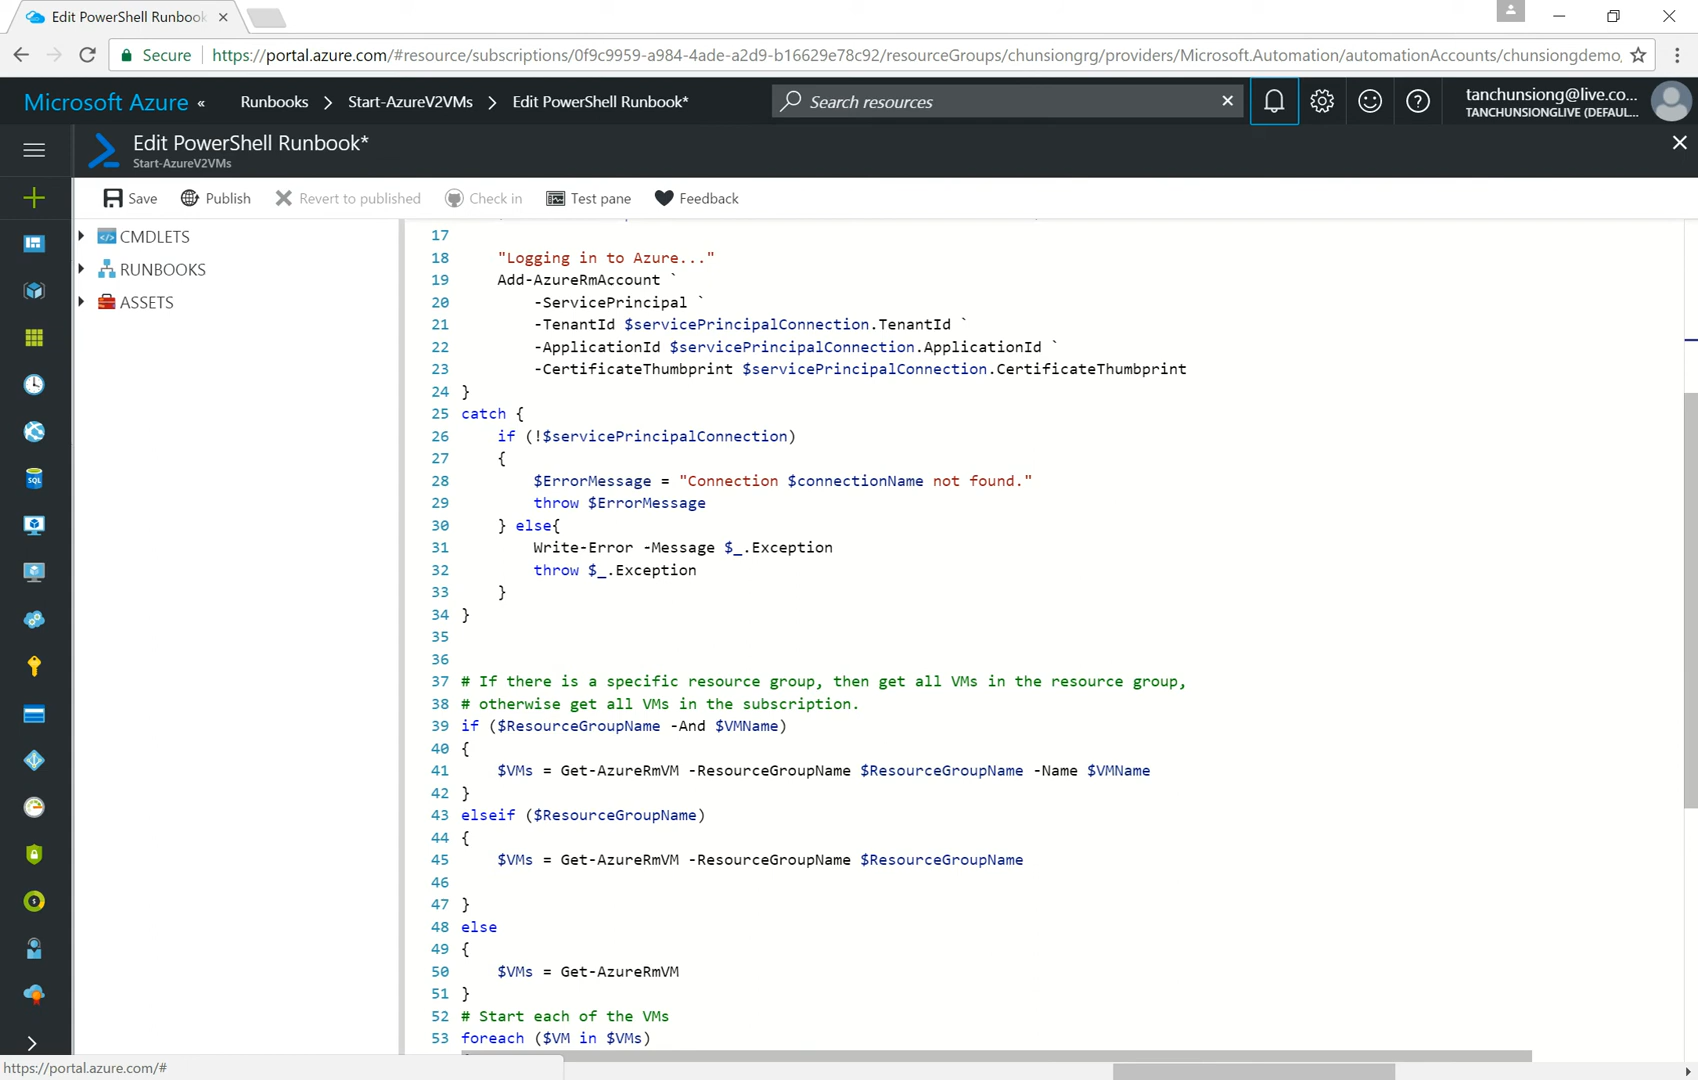 Edit PowerShell Runbook
Secure
https://portal.azure.com/#resource/subscriptions/0f9c9959-a984-4ade-a2d9-b16629e78c92/resourceGroups/chunsiongrg/providers/Microsoft.Automation/automationAccounts/chunsiongdemo
Microsoft Azure «
Runbooks > Start-AzureV2VMs > Edit PowerShell Runbook*
Search resources
tanchunsiong@live.co...
TANCHUNSIONGLIVE (DEFAUL...
Edit PowerShell Runbook*
Start-AzureV2VMs
Save
Publish
Revert to published
Check in
Test pane
Feedback
CMDLETS
RUNBOOKS
ASSETS
SQL
17
18     "Logging in to Azure..."
19     Add-AzureRmAccount `
20         -ServicePrincipal `
21         -TenantId $servicePrincipalConnection.TenantId `
22         -ApplicationId $servicePrincipalConnection.ApplicationId `
23         -CertificateThumbprint $servicePrincipalConnection.CertificateThumbprint
24 }
25 catch {
26     if (!$servicePrincipalConnection)
27     {
28         $ErrorMessage = "Connection $connectionName not found."
29         throw $ErrorMessage
30     } else{
31         Write-Error -Message $_.Exception
32         throw $_.Exception
33     }
34 }
35
36
37 # If there is a specific resource group, then get all VMs in the resource group,
38 # otherwise get all VMs in the subscription.
39 if ($ResourceGroupName -And $VMName)
40 {
41     $VMs = Get-AzureRmVM -ResourceGroupName $ResourceGroupName -Name $VMName
42 }
43 elseif ($ResourceGroupName)
44 {
45     $VMs = Get-AzureRmVM -ResourceGroupName $ResourceGroupName
46
47 }
48 else
49 {
50     $VMs = Get-AzureRmVM
51 }
52 # Start each of the VMs
53 foreach ($VM in $VMs)
https://portal.azure.com/#